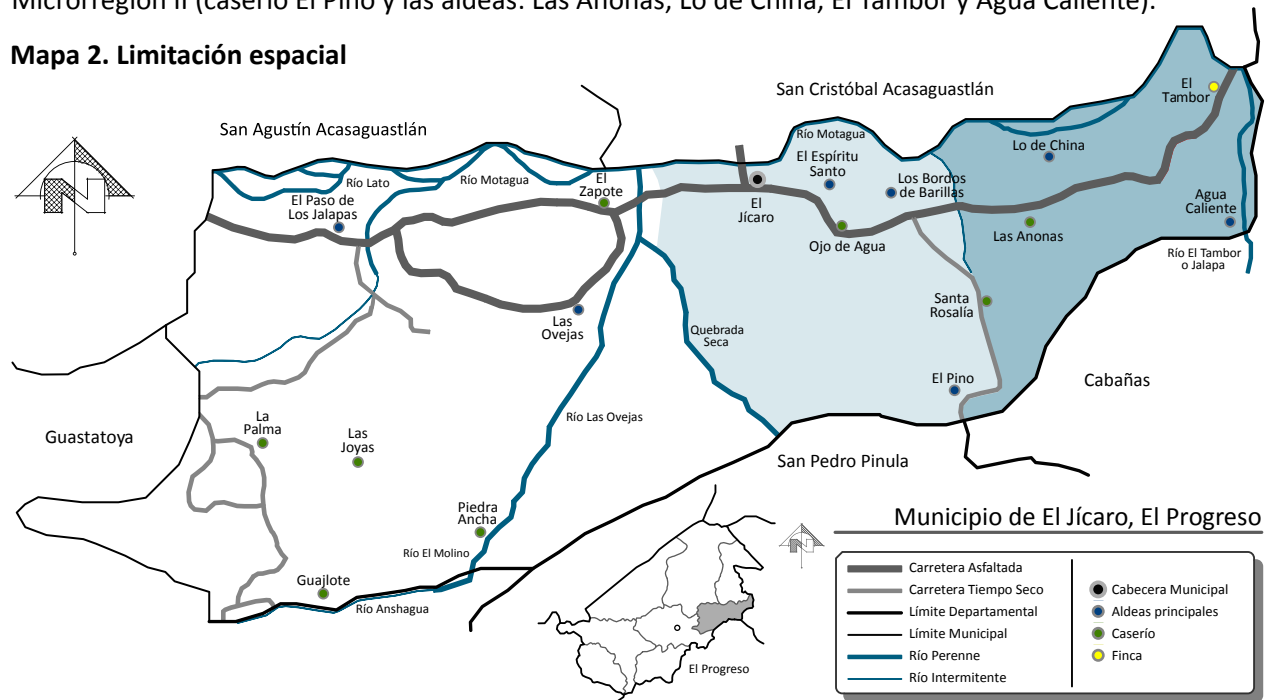 Microrregión II (caserío El Pino y las aldeas: Las Anonas, Lo de China, El Tambor y Agua Caliente).
Mapa 2. Limitación espacial
San Agustín Acasaguastlán
San Cristóbal Acasaguastlán
El
Tambor
Río Motagua
Lo de China
El Espíritu
Santo
Los Bordos
de Barillas
Río Lato
Río Motagua
El
Zapote
El Paso de
Los Jalapas
El
Jícaro
Ojo de Agua
Las Anonas
Agua
Caliente
Río El Tambor
o Jalapa
Santa
Rosalía
Las
Ovejas
Quebrada
Seca
El Pino
Cabañas
Río Las Ovejas
La
Palma
Las
Joyas
Guastatoya
San Pedro Pinula
Piedra
Ancha
Río El Molino
Guajlote
Río Anshagua
N
El Progreso
Municipio de El Jícaro, El Progreso
Carretera Asfaltada
Carretera Tiempo Seco
Límite Departamental
Límite Municipal
Río Perenne
Río Intermitente
Cabecera Municipal
Aldeas principales
Caserío
Finca